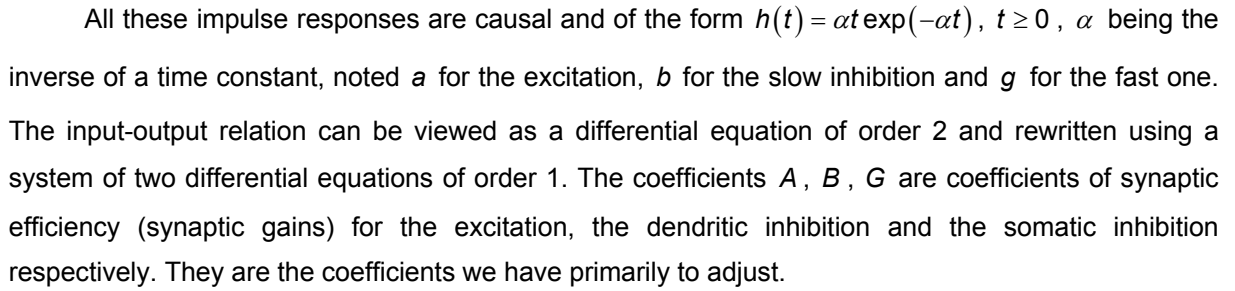 All these impulse responses are causal and of the form h(t) = αt exp(−αt), t ≥ 0, α being the
inverse of a time constant, noted a for the excitation, b for the slow inhibition and g for the fast one.
The input-output relation can be viewed as a differential equation of order 2 and rewritten using a
system of two differential equations of order 1. The coefficients A, B, G are coefficients of synaptic
efficiency (synaptic gains) for the excitation, the dendritic inhibition and the somatic inhibition
respectively. They are the coefficients we have primarily to adjust.